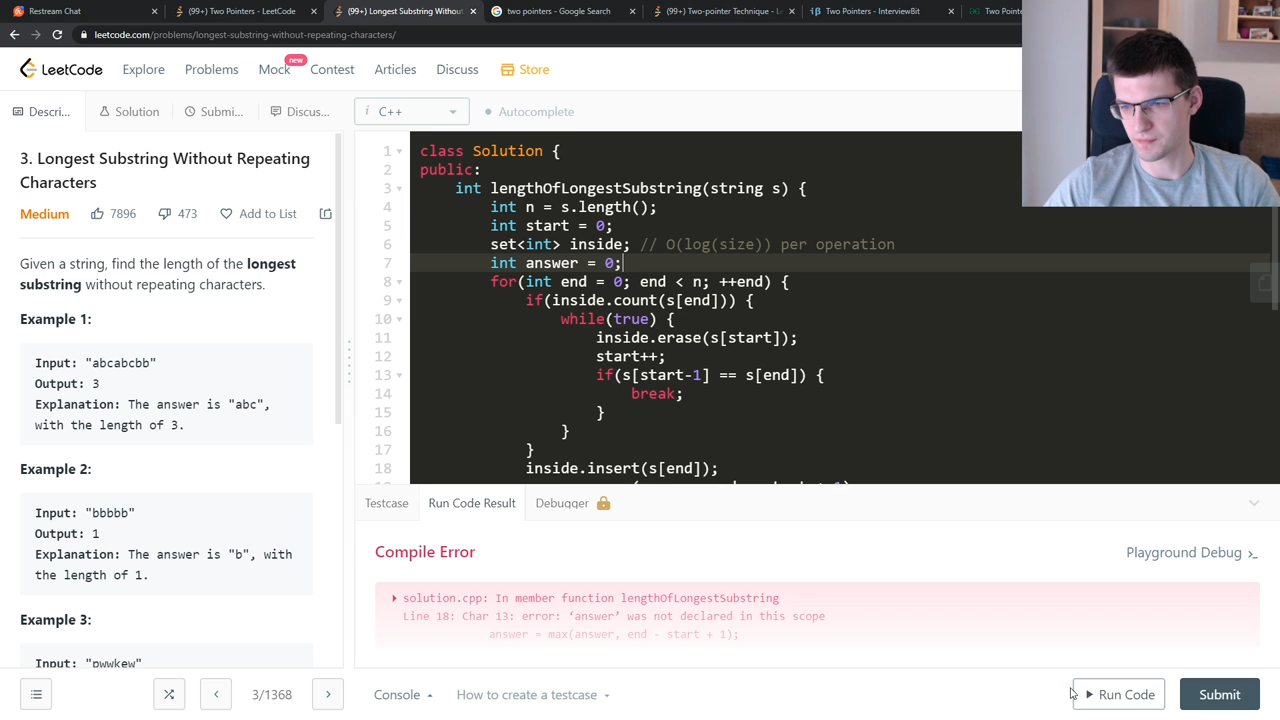 Restream Chat
(99+) Two Pointers - LeetCode
(99+) Longest Substring Without
two pointers - Google Search
(99+) Two-pointer Technique - L
Two Pointers - InterviewBit
Two Pointe
leetcode.com/problems/longest-substring-without-repeating-characters/
LeetCode
Explore
Problems
Mock
new
Contest
Articles
Discuss
Store
Descri...
Solution
Submi...
Discuss...
i C++
Autocomplete
3. Longest Substring Without Repeating
Characters
Medium
7896
473
Add to List
Given a string, find the length of the longest
substring without repeating characters.
Example 1:
Input: "abcabcbb"
Output: 3
Explanation: The answer is "abc",
with the length of 3.
Example 2:
Input: "bbbbb"
Output: 1
Explanation: The answer is "b", with
the length of 1.
Example 3:
Input: "pwwkew"
1 class Solution {
2 public:
3 int lengthOfLongestSubstring(string s) {
4 int n = s.length();
5 int start = 0;
6 set<int> inside; // O(log(size)) per operation
7 int answer = 0;
8 for(int end = 0; end < n; ++end) {
9 if(inside.count(s[end])) {
10 while(true) {
11 inside.erase(s[start]);
12 start++;
13 if(s[start-1] == s[end]) {
14 break;
15 }
16 }
17 }
18 inside.insert(s[end]);
Testcase
Run Code Result
Debugger
Compile Error
Playground Debug >_
solution.cpp: In member function lengthOfLongestSubstring
Line 18: Char 13: error: ‘answer’ was not declared in this scope
answer = max(answer, end - start + 1);
3/1368
Console
How to create a testcase
Run Code
Submit